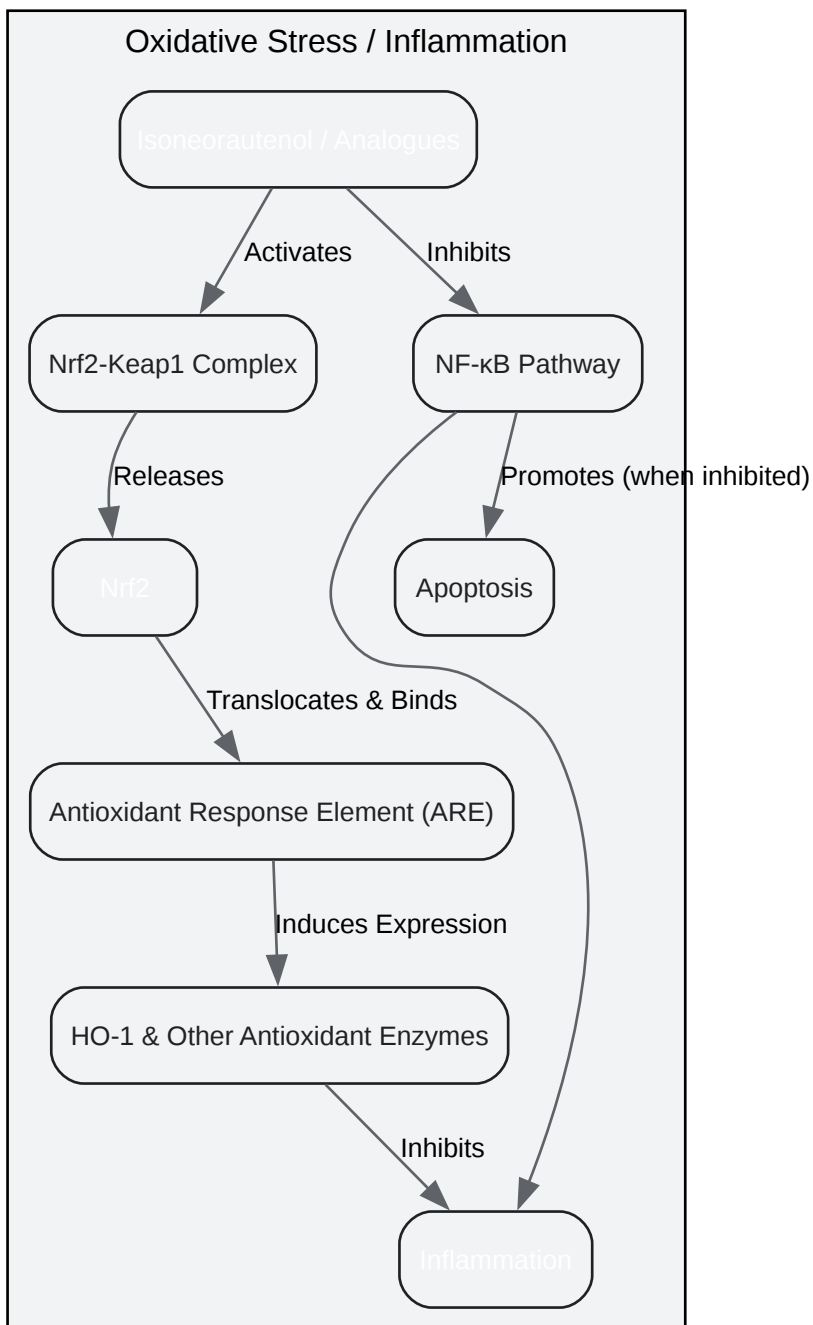 Oxidative Stress / Inflammation
Isoneorautenol / Analogues
Activates
Inhibits
Nrf2-Keap1 Complex
NF-κB Pathway
Releases
Promotes (when inhibited)
Nrf2
Apoptosis
Translocates & Binds
Antioxidant Response Element (ARE)
Induces Expression
HO-1 & Other Antioxidant Enzymes
Inhibits
Inflammation